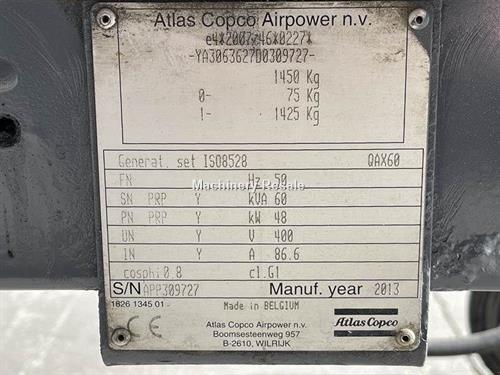 Atlas Copco Airpower n.v.
e4*2007/46*0227*
-YA3063627D0309727-
1450 Kg
0- 75 Kg
1- 1425 Kg
Generat. set ISO8528 QAX60
FN Hz 50
Machinery Resale
SN PRP Y kVA 60
PN PRP Y kW 48
UN Y V 400
IN Y A 86.6
cosphi 0.8 cl.G1
S/N APP309727 Manuf. year 2013
1826 1345 01
Made in BELGIUM
CE Atlas Copco Airpower n.v.
Boomsesteenweg 957
B-2610, WILRIJK
Atlas Copco